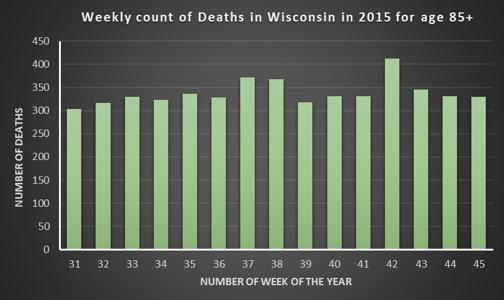 Weekly count of Deaths in Wisconsin in 2015 for age 85+
450
400
350
300
250
200
150
100
50
0
NUMBER OF DEATHS
31 32 33 34 35 36 37 38 39 40 41 42 43 44 45
NUMBER OF WEEK OF THE YEAR